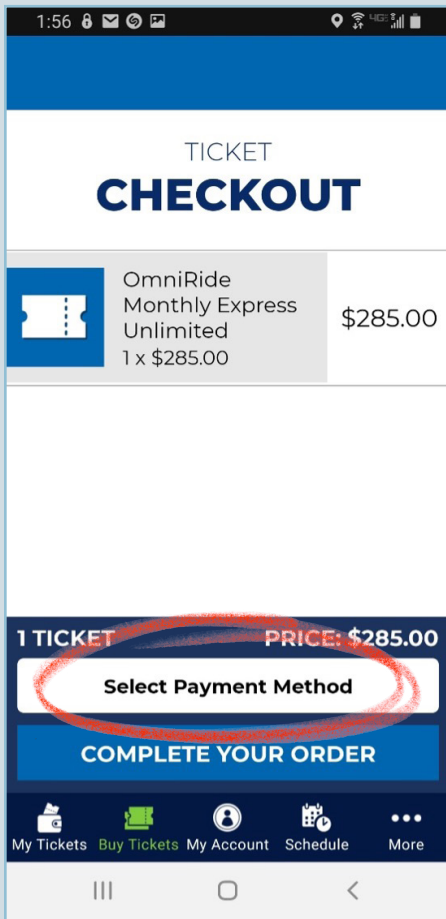 1:56 4GE
TICKET
CHECKOUT
OmniRide
Monthly Express
Unlimited
1 x $285.00
$285.00
1 TICKET PRICE: $285.00
Select Payment Method
COMPLETE YOUR ORDER
My Tickets Buy Tickets My Account Schedule More